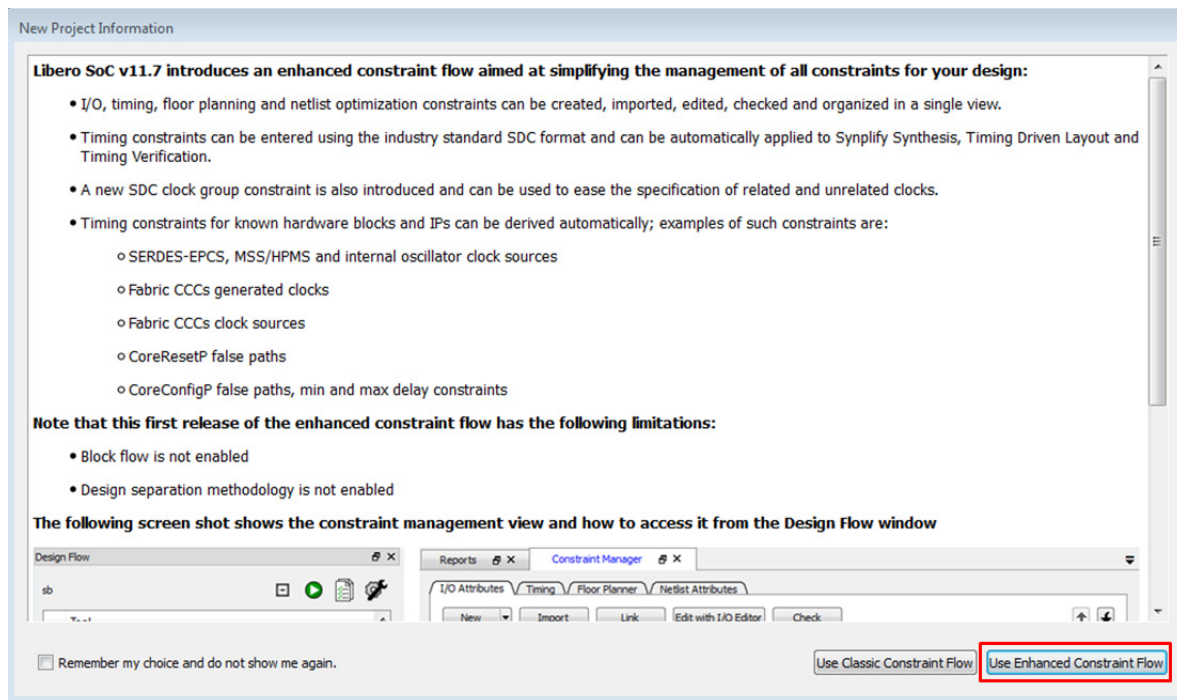 New Project Information
Libero SoC v11.7 introduces an enhanced constraint flow aimed at simplifying the management of all constraints for your design:
• I/O, timing, floor planning and netlist optimization constraints can be created, imported, edited, checked and organized in a single view.
• Timing constraints can be entered using the industry standard SDC format and can be automatically applied to Synplify Synthesis, Timing Driven Layout and
Timing Verification.
• A new SDC clock group constraint is also introduced and can be used to ease the specification of related and unrelated clocks.
• Timing constraints for known hardware blocks and IPs can be derived automatically; examples of such constraints are:
o SERDES-EPCS, MSS/HPMS and internal oscillator clock sources
o Fabric CCCs generated clocks
o Fabric CCCs clock sources
o CoreResetP false paths
o CoreConfigP false paths, min and max delay constraints
Note that this first release of the enhanced constraint flow has the following limitations:
• Block flow is not enabled
• Design separation methodology is not enabled
The following screen shot shows the constraint management view and how to access it from the Design Flow window
Design Flow
Reports Constraint Manager
sb
I/O Attributes Timing Floor Planner Netlist Attributes
Tool
New Import Link Edit with I/O Editor Check
Remember my choice and do not show me again.
Use Classic Constraint Flow Use Enhanced Constraint Flow